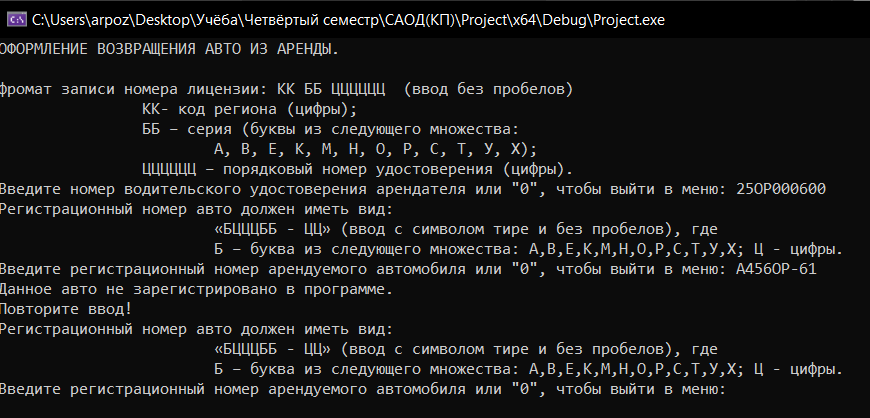 C:\Users\arpoz\Desktop\Учёба\Четвёртый семестр\САОД(КП)\Project\x64\Debug\Project.exe
ОФОРМЛЕНИЕ ВОЗВРАЩЕНИЯ АВТО ИЗ АРЕНДЫ.
фромат записи номера лицензии: КК ББ ЦЦЦЦЦЦ (ввод без пробелов)
КК- код региона (цифры);
ББ – серия (буквы из следующего множества:
А, В, Е, К, М, Н, О, Р, С, Т, У, Х);
ЦЦЦЦЦЦ – порядковый номер удостоверения (цифры).
Введите номер водительского удостоверения арендателя или "0", чтобы выйти в меню: 25ОР000600
Регистрационный номер авто должен иметь вид:
«БЦЦЦББ - ЦЦ» (ввод с символом тире и без пробелов), где
Б – буква из следующего множества: А,В,Е,К,М,Н,О,Р,С,Т,У,Х; Ц - цифры.
Введите регистрационный номер арендуемого автомобиля или "0", чтобы выйти в меню: А456ОР-61
Данное авто не зарегистрировано в программе.
Повторите ввод!
Регистрационный номер авто должен иметь вид:
«БЦЦЦББ - ЦЦ» (ввод с символом тире и без пробелов), где
Б – буква из следующего множества: А,В,Е,К,М,Н,О,Р,С,Т,У,Х; Ц - цифры.
Введите регистрационный номер арендуемого автомобиля или "0", чтобы выйти в меню: